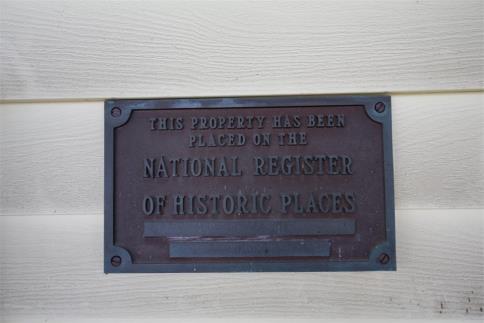 THIS PROPERTY HAS BEEN
PLACED ON THE
NATIONAL REGISTER
OF HISTORIC PLACES